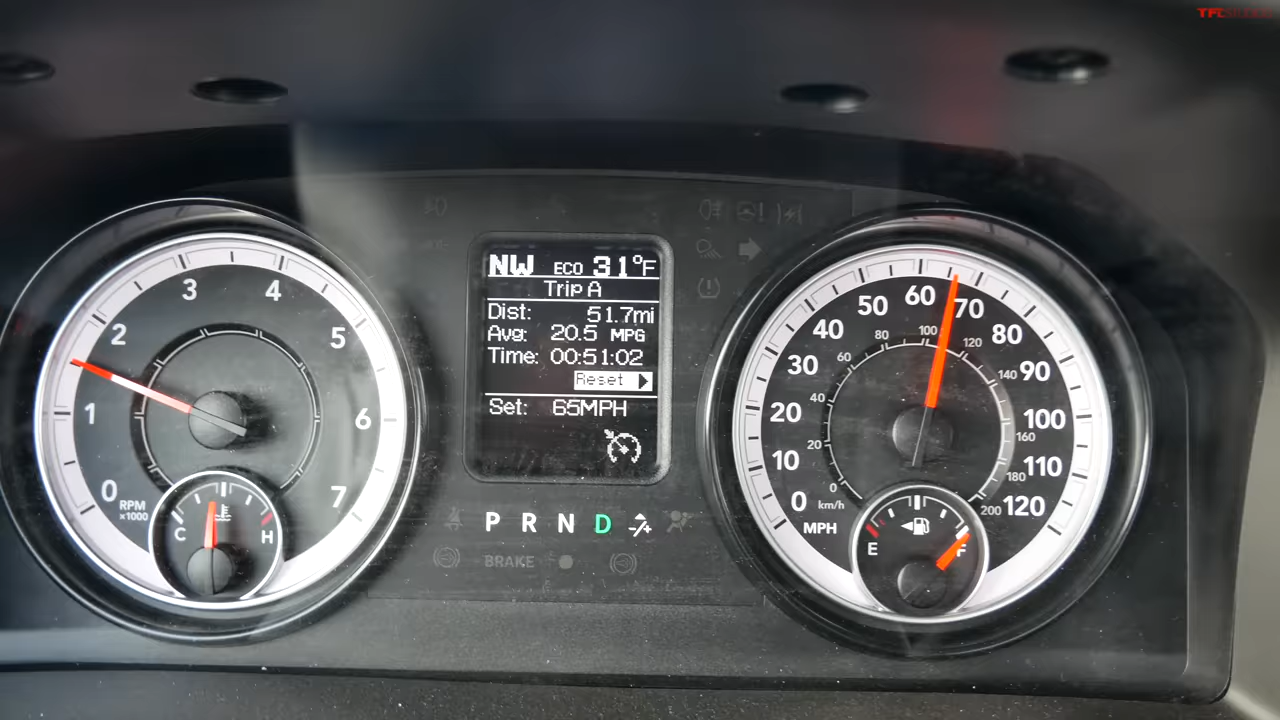 TFLstudios
NW ECO 31°F
Trip A
Dist: 51.7mi
Avg: 20.5 MPG
Time: 00:51:02
Reset
Set: 65MPH
0 1 2 3 4 5 6 7
RPM
x1000
C H
P R N D
BRAKE
0 10 20 30 40 50 60 70 80 90 100 110 120
MPH
0 20 40 60 80 100 120 140 160 180 200
km/h
E F